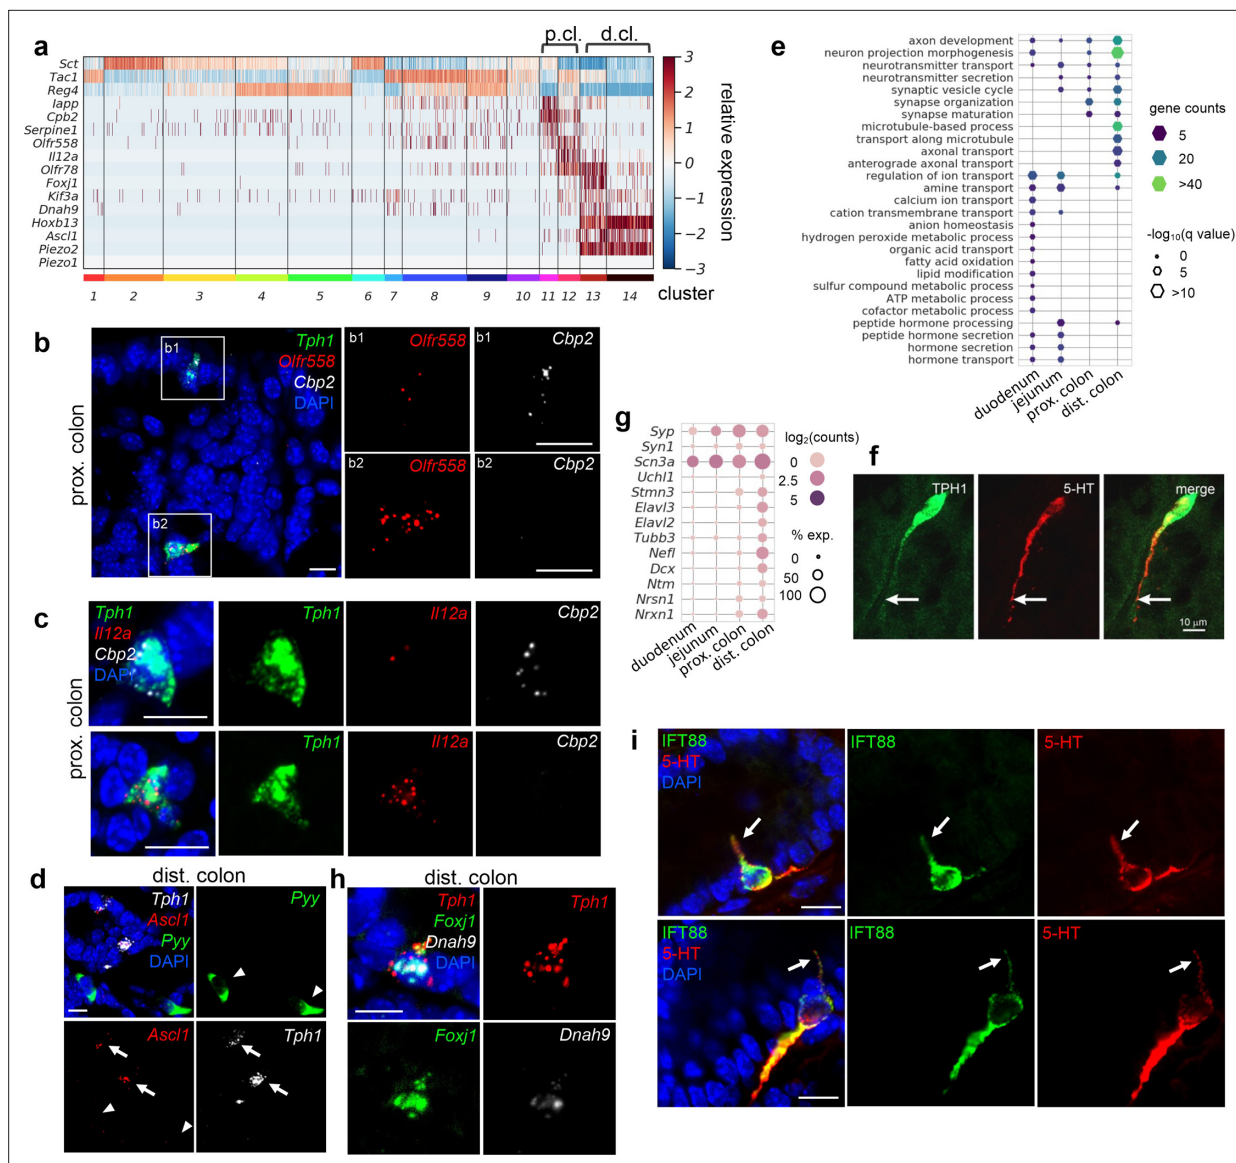 a
p.cl.
d.cl.
Sct
Tac1
Reg4
Iapp
Cpb2
Serpine1
Olfr558
Il12a
Olfr78
Foxj1
Kif3a
Dnah9
Hoxb13
Ascl1
Piezo2
Piezo1
3
2
1
0
−1
−2
−3
relative expression
1 2 3 4 5 6 7 8 9 10 11 12 13 14
cluster
e
axon development
neuron projection morphogenesis
neurotransmitter transport
neurotransmitter secretion
synaptic vesicle cycle
synapse organization
synapse maturation
microtubule-based process
transport along microtubule
axonal transport
anterograde axonal transport
regulation of ion transport
amine transport
calcium ion transport
cation transmembrane transport
anion homeostasis
hydrogen peroxide metabolic process
organic acid transport
fatty acid oxidation
lipid modification
sulfur compound metabolic process
ATP metabolic process
cofactor metabolic process
peptide hormone processing
peptide hormone secretion
hormone secretion
hormone transport
duodenum
jejunum
prox. colon
dist. colon
gene counts
5
20
>40
-log10(q value)
0
5
>10
b
prox. colon
b1
b2
Tph1
Olfr558
Cbp2
DAPI
b1
Olfr558
b1
Cbp2
b2
Olfr558
b2
Cbp2
g
Syp
Syn1
Scn3a
Uchl1
Stmn3
Elavl3
Elavl2
Tubb3
Nefl
Dcx
Ntm
Nrsn1
Nrxn1
duodenum
jejunum
prox. colon
dist. colon
log2(counts)
0
2.5
5
% exp.
0
50
100
f
TPH1
5-HT
merge
10 μm
c
prox. colon
Tph1
Il12a
Cbp2
DAPI
Tph1
Il12a
Cbp2
Tph1
Il12a
Cbp2
d
dist. colon
Tph1
Ascl1
Pyy
DAPI
Pyy
Ascl1
Tph1
h
dist. colon
Tph1
Foxj1
Dnah9
DAPI
Tph1
Foxj1
Dnah9
i
IFT88
5-HT
DAPI
IFT88
5-HT
IFT88
5-HT
DAPI
IFT88
5-HT